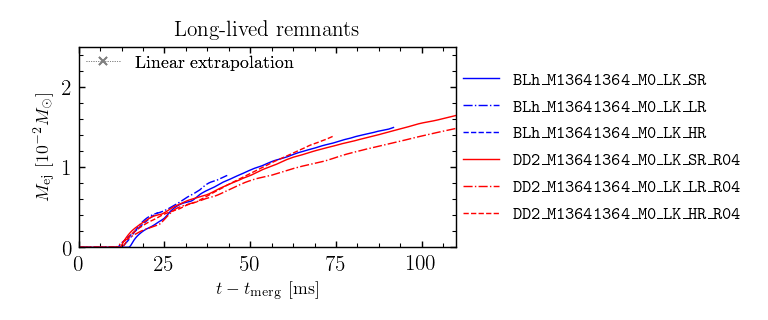 Long-lived remnants
Linear extrapolation
M_ej [10^−2 M_⊙]
2
1
0
0 25 50 75 100
t − t_merg [ms]
BLh_M13641364_M0_LK_SR
BLh_M13641364_M0_LK_LR
BLh_M13641364_M0_LK_HR
DD2_M13641364_M0_LK_SR_R04
DD2_M13641364_M0_LK_LR_R04
DD2_M13641364_M0_LK_HR_R04